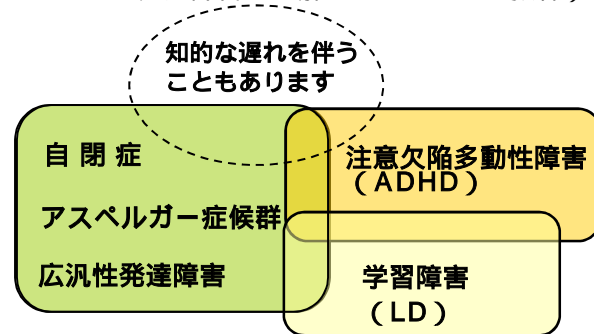 知的な遅れを伴う
こともあります
自 閉 症
アスペルガー症候群
広汎性発達障害
注意欠陥多動性障害
（ADHD）
学習障害
（LD）